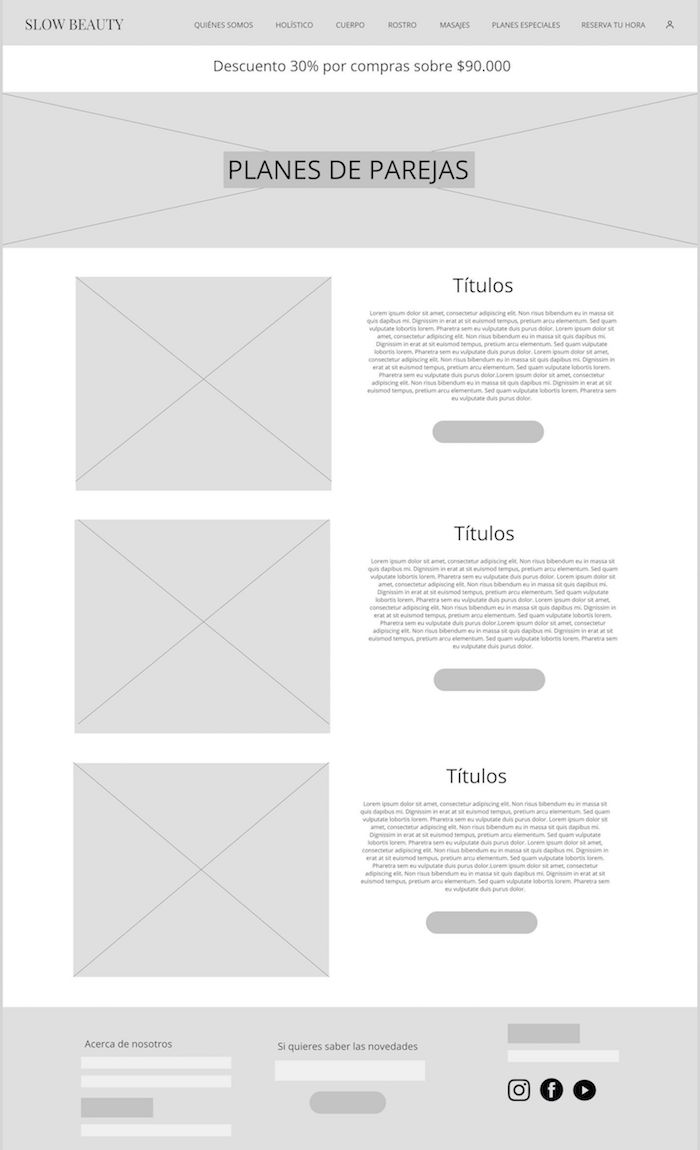 SLOW BEAUTY
QUIÉNES SOMOS HOLÍSTICO CUERPO ROSTRO MASAJES PLANES ESPECIALES RESERVA TU HORA
Descuento 30% por compras sobre $90.000
PLANES DE PAREJAS
Títulos
Lorem ipsum dolor sit amet, consectetur adipiscing elit. Non risus bibendum eu in massa sit
quis dapibus mi. Dignissim in erat at sit euismod tempus, pretium arcu elementum. Sed quam
vulputate lobortis lorem. Pharetra sem eu vulputate duis purus dolor. Lorem ipsum dolor sit
amet, consectetur adipiscing elit. Non risus bibendum eu in massa sit quis dapibus mi.
Dignissim in erat at sit euismod tempus, pretium arcu elementum. Sed quam vulputate
lobortis lorem. Pharetra sem eu vulputate duis purus dolor. Lorem ipsum dolor sit amet,
consectetur adipiscing elit. Non risus bibendum eu in massa sit quis dapibus mi. Dignissim in
erat at sit euismod tempus, pretium arcu elementum. Sed quam vulputate lobortis lorem.
Pharetra sem eu vulputate duis purus dolor.Lorem ipsum dolor sit amet, consectetur
adipiscing elit. Non risus bibendum eu in massa sit quis dapibus mi. Dignissim in erat at sit
euismod tempus, pretium arcu elementum. Sed quam vulputate lobortis lorem. Pharetra sem
eu vulputate duis purus dolor.
Títulos
Lorem ipsum dolor sit amet, consectetur adipiscing elit. Non risus bibendum eu in massa sit
quis dapibus mi. Dignissim in erat at sit euismod tempus, pretium arcu elementum. Sed quam
vulputate lobortis lorem. Pharetra sem eu vulputate duis purus dolor. Lorem ipsum dolor sit
amet, consectetur adipiscing elit. Non risus bibendum eu in massa sit quis dapibus mi.
Dignissim in erat at sit euismod tempus, pretium arcu elementum. Sed quam vulputate
lobortis lorem. Pharetra sem eu vulputate duis purus dolor. Lorem ipsum dolor sit amet,
consectetur adipiscing elit. Non risus bibendum eu in massa sit quis dapibus mi. Dignissim in
erat at sit euismod tempus, pretium arcu elementum. Sed quam vulputate lobortis lorem.
Pharetra sem eu vulputate duis purus dolor.Lorem ipsum dolor sit amet, consectetur
adipiscing elit. Non risus bibendum eu in massa sit quis dapibus mi. Dignissim in erat at sit
euismod tempus, pretium arcu elementum. Sed quam vulputate lobortis lorem. Pharetra sem
eu vulputate duis purus dolor.
Títulos
Lorem ipsum dolor sit amet, consectetur adipiscing elit. Non risus bibendum eu in massa sit
quis dapibus mi. Dignissim in erat at sit euismod tempus, pretium arcu elementum. Sed quam
vulputate lobortis lorem. Pharetra sem eu vulputate duis purus dolor. Lorem ipsum dolor sit
amet, consectetur adipiscing elit. Non risus bibendum eu in massa sit quis dapibus mi.
Dignissim in erat at sit euismod tempus, pretium arcu elementum. Sed quam vulputate
lobortis lorem. Pharetra sem eu vulputate duis purus dolor. Lorem ipsum dolor sit amet,
consectetur adipiscing elit. Non risus bibendum eu in massa sit quis dapibus mi. Dignissim in
erat at sit euismod tempus, pretium arcu elementum. Sed quam vulputate lobortis lorem.
Pharetra sem eu vulputate duis purus dolor.Lorem ipsum dolor sit amet, consectetur
adipiscing elit. Non risus bibendum eu in massa sit quis dapibus mi. Dignissim in erat at sit
euismod tempus, pretium arcu elementum. Sed quam vulputate lobortis lorem. Pharetra sem
eu vulputate duis purus dolor.
Acerca de nosotros
Si quieres saber las novedades